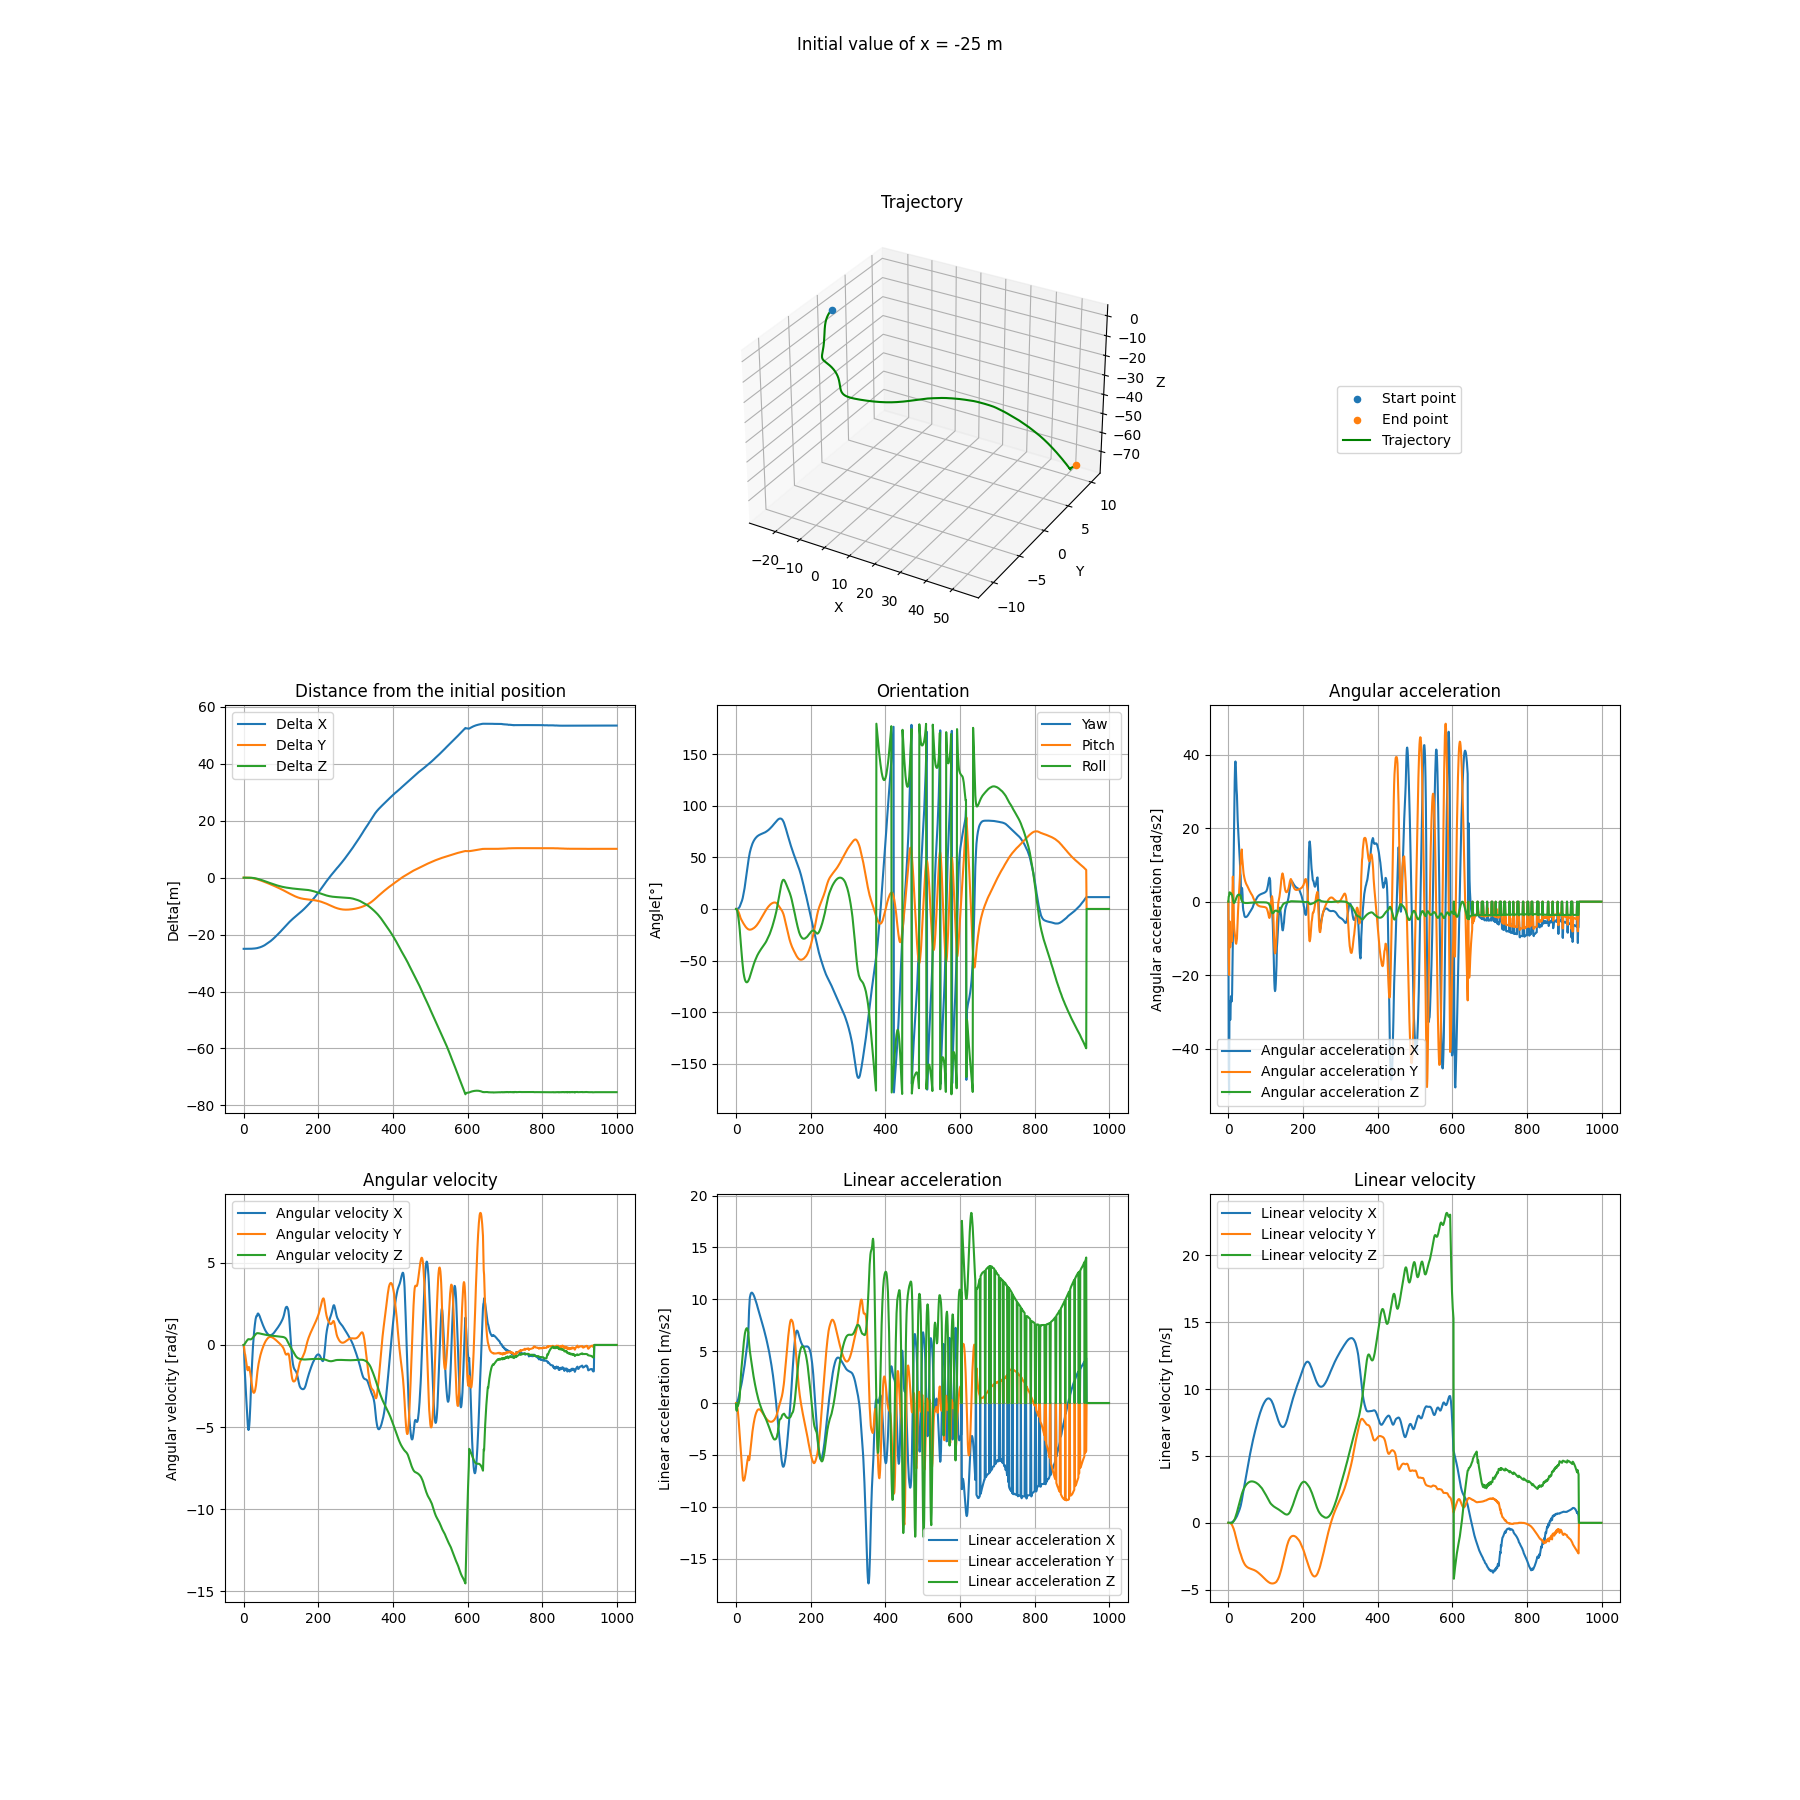 Initial value of x = -25 m
Trajectory
0
−10
−20
−30
−40
−50
−60
−70
Z
−20
−10
0
10
20
30
40
50
X
10
5
0
−5
−10
Y
Start point
End point
Trajectory
Distance from the initial position
60
40
20
0
−20
−40
−60
−80
Delta[m]
Delta X
Delta Y
Delta Z
0 200 400 600 800 1000
Orientation
150
100
50
0
−50
−100
−150
Angle[°]
Yaw
Pitch
Roll
0 200 400 600 800 1000
Angular acceleration
40
20
0
−20
−40
Angular acceleration [rad/s2]
Angular acceleration X
Angular acceleration Y
Angular acceleration Z
0 200 400 600 800 1000
Angular velocity
5
0
−5
−10
−15
Angular velocity [rad/s]
Angular velocity X
Angular velocity Y
Angular velocity Z
0 200 400 600 800 1000
Linear acceleration
20
15
10
5
0
−5
−10
−15
Linear acceleration [m/s2]
Linear acceleration X
Linear acceleration Y
Linear acceleration Z
0 200 400 600 800 1000
Linear velocity
20
15
10
5
0
−5
Linear velocity [m/s]
Linear velocity X
Linear velocity Y
Linear velocity Z
0 200 400 600 800 1000